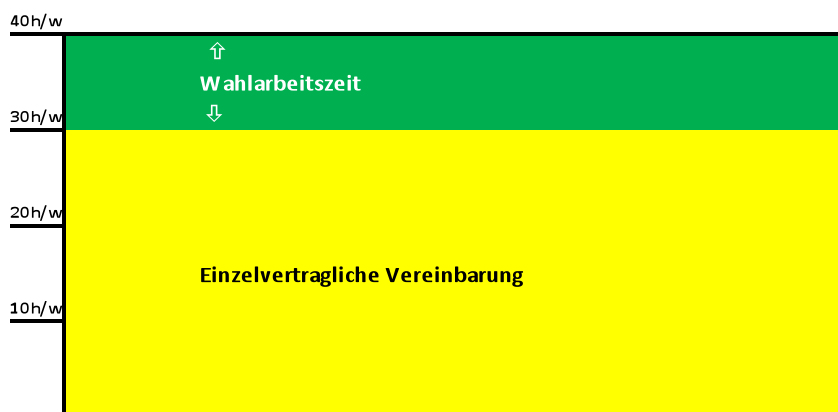 40h/w
⇧
Wahlarbeitszeit
⇩
30h/w
20h/w
Einzelvertragliche Vereinbarung
10h/w